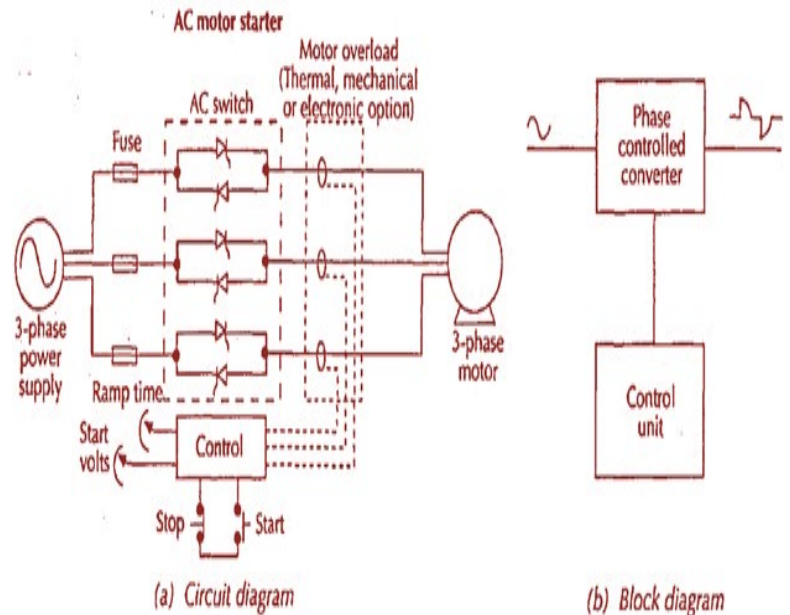 AC motor starter
Motor overload
(Thermal, mechanical
or electronic option)
AC switch
Fuse
3-phase
power
supply
Ramp time
Start
volts
Control
Stop
Start
3-phase
motor
(a) Circuit diagram
Phase
controlled
converter
Control
unit
(b) Block diagram